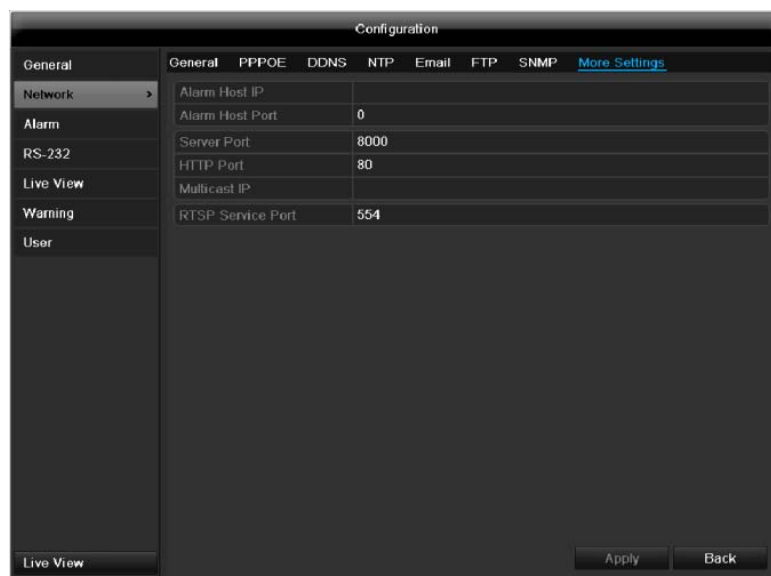 Configuration
General
Network >
Alarm
RS-232
Live View
Warning
User
Live View
General PPPOE DDNS NTP Email FTP SNMP More Settings
Alarm Host IP
Alarm Host Port 0
Server Port 8000
HTTP Port 80
Multicast IP
RTSP Service Port 554
Apply Back